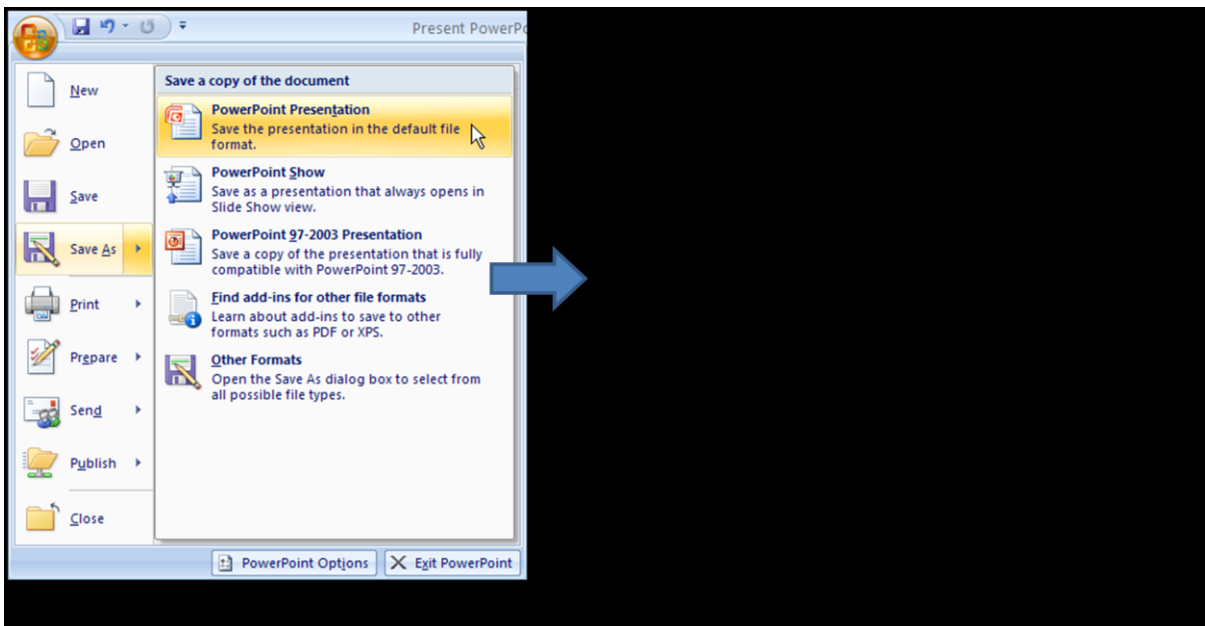 Present PowerP
New
Open
Save
Save As
Print
Prepare
Send
Publish
Close
Save a copy of the document
PowerPoint Presentation
Save the presentation in the default file
format.
PowerPoint Show
Save as a presentation that always opens in
Slide Show view.
PowerPoint 97-2003 Presentation
Save a copy of the presentation that is fully
compatible with PowerPoint 97-2003.
Find add-ins for other file formats
Learn about add-ins to save to other
formats such as PDF or XPS.
Other Formats
Open the Save As dialog box to select from
all possible file types.
PowerPoint Options
Exit PowerPoint